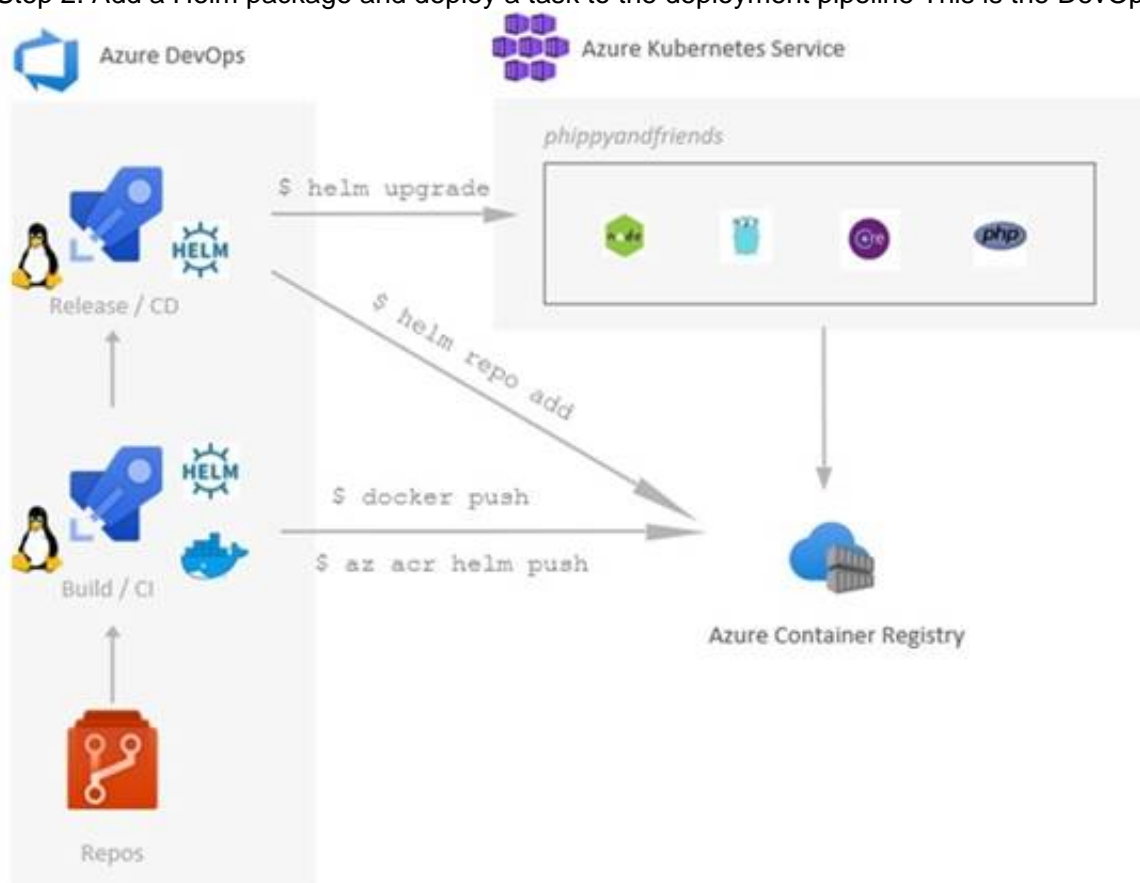 Step 2: Add a Helm package and deploy a task to the deployment pipeline This is the DevOp
Azure DevOps
Azure Kubernetes Service
phippyandfriends
$ helm upgrade
node
php
HELM
Release / CD
$ helm repo add
HELM
$ docker push
$ az acr helm push
Build / CI
Azure Container Registry
Repos